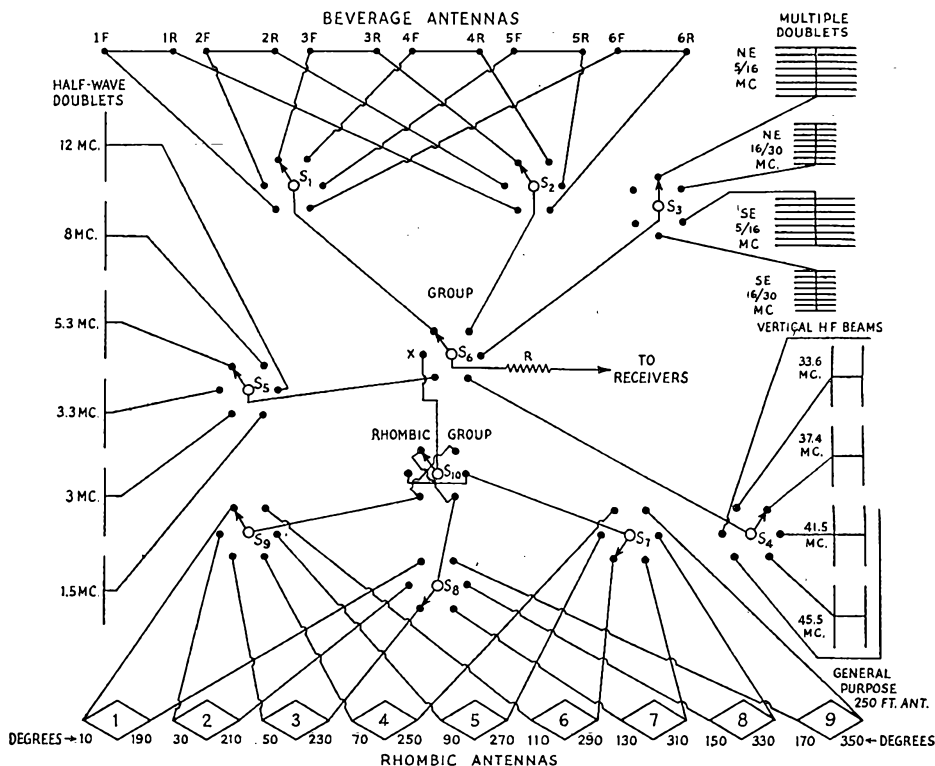 BEVERAGE ANTENNAS
1F 1R 2F 2R 3F 3R 4F 4R 5F 5R 6F 6R
MULTIPLE
DOUBLETS
NE
5/16
MC
NE
16/30
MC.
SE
5/16
MC
SE
16/30
MC
HALF-WAVE
DOUBLETS
12 MC.
8 MC.
5.3 MC.
3.3 MC.
3 MC.
1.5 MC.
S1
S2
S3
GROUP
S6
X
R
TO
RECEIVERS
S5
VERTICAL HF BEAMS
33.6
MC.
37.4
MC.
41.5
MC.
45.5
MC.
RHOMBIC GROUP
S10
S9
S7
S4
S8
GENERAL
PURPOSE
250 FT. ANT.
1 2 3 4 5 6 7 8 9
DEGREES→10 190 30 210 50 230 70 250 90 270 110 290 130 310 150 330 170 350←DEGREES
RHOMBIC ANTENNAS